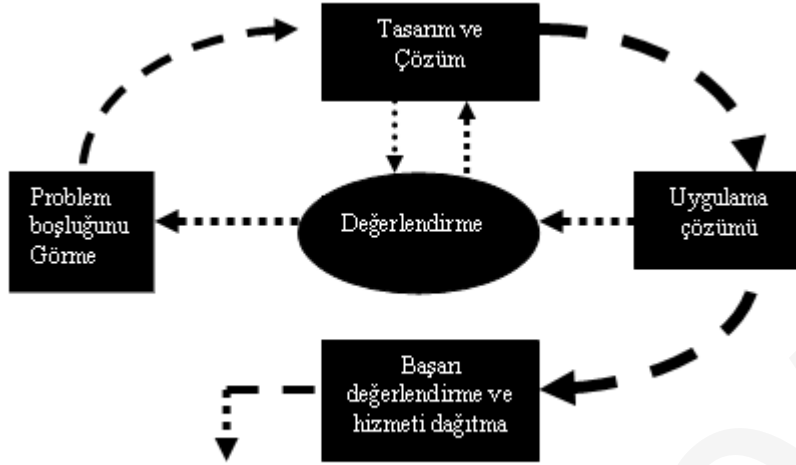 Tasarım ve
Çözüm
Problem
boşluğunu
Görme
Değerlendirme
Uygulama
çözümü
Başarı
değerlendirme ve
hizmeti dağıtma